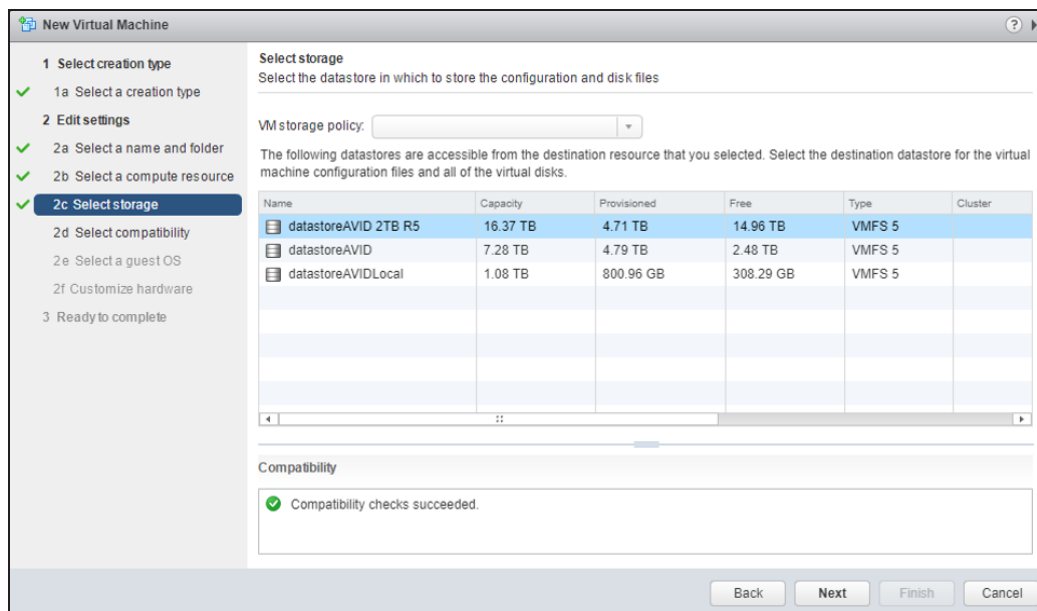 New Virtual Machine
?
1 Select creation type
1a Select a creation type
2 Edit settings
2a Select a name and folder
2b Select a compute resource
2c Select storage
2d Select compatibility
2e Select a guest OS
2f Customize hardware
3 Ready to complete
Select storage
Select the datastore in which to store the configuration and disk files
VM storage policy:
The following datastores are accessible from the destination resource that you selected. Select the destination datastore for the virtual
machine configuration files and all of the virtual disks.
Name Capacity Provisioned Free Type Cluster
datastoreAVID 2TB R5 16.37 TB 4.71 TB 14.96 TB VMFS 5
datastoreAVID 7.28 TB 4.79 TB 2.48 TB VMFS 5
datastoreAVIDLocal 1.08 TB 800.96 GB 308.29 GB VMFS 5
Compatibility
Compatibility checks succeeded.
Back Next Finish Cancel